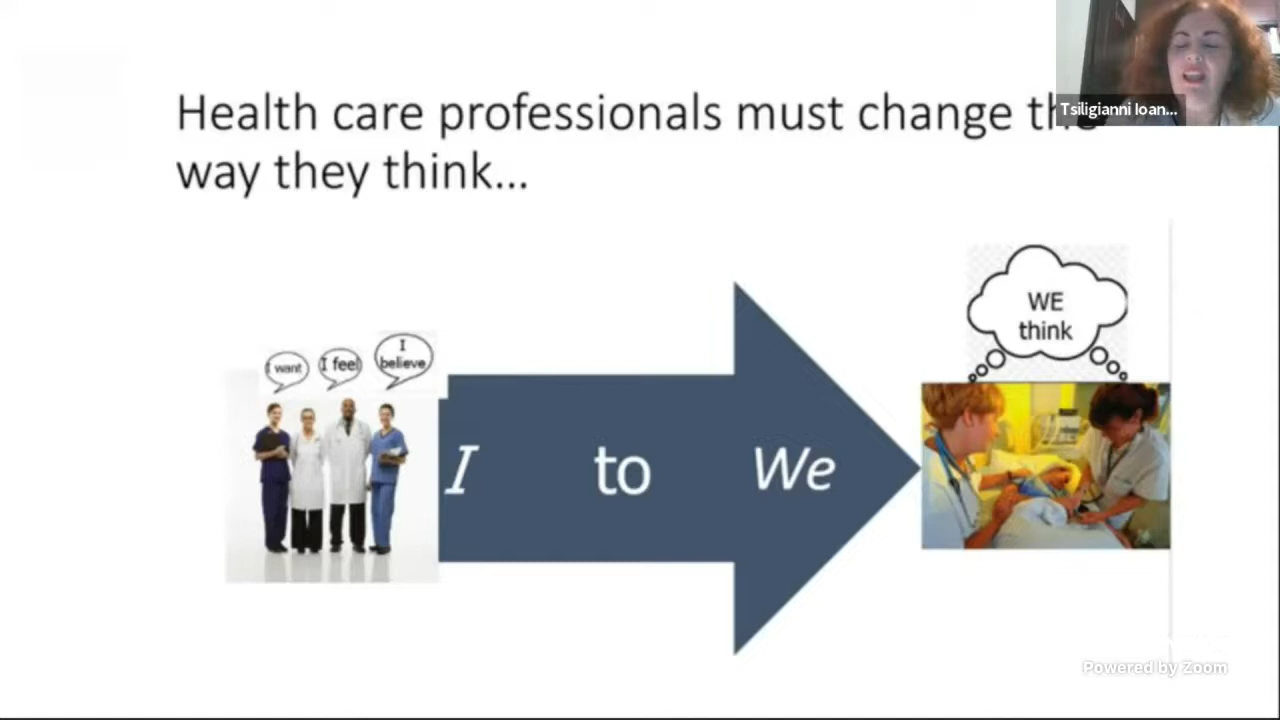 Health care professionals must change the
way they think...
Tsiligianni Ioan...
WE
think
I want
I feel
I
believe
I to We
Powered by Zoom